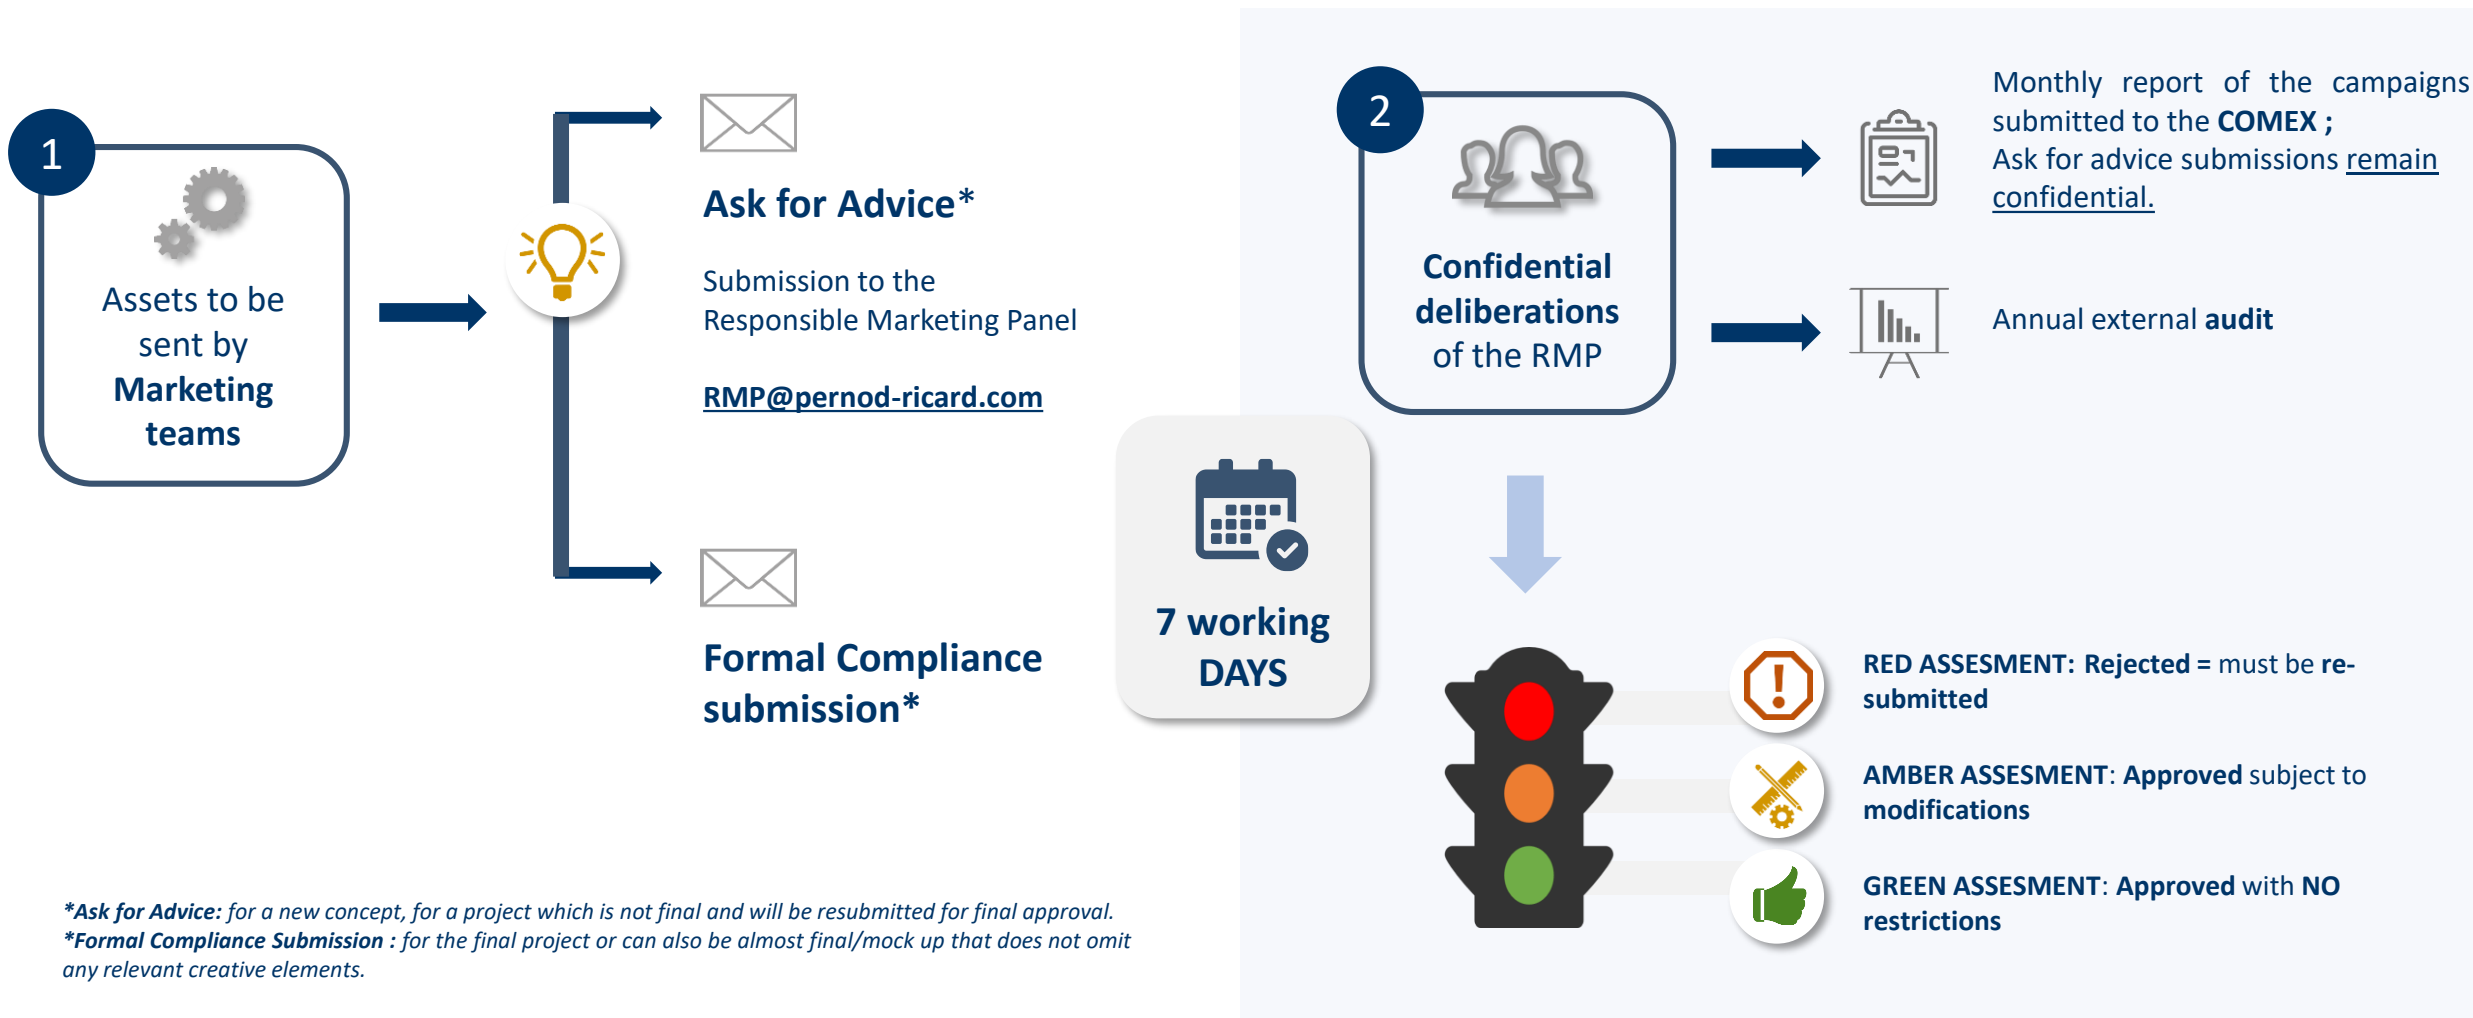 1
Assets to be
sent by
Marketing
teams
Ask for Advice*
Submission to the
Responsible Marketing Panel
RMP@pernod-ricard.com
Formal Compliance
submission*
*Ask for Advice: for a new concept, for a project which is not final and will be resubmitted for final approval.
*Formal Compliance Submission : for the final project or can also be almost final/mock up that does not omit
any relevant creative elements.
7 working
DAYS
2
Confidential
deliberations
of the RMP
Monthly report of the campaigns
submitted to the COMEX ;
Ask for advice submissions remain
confidential.
Annual external audit
RED ASSESMENT: Rejected = must be re-
submitted
AMBER ASSESMENT: Approved subject to
modifications
GREEN ASSESMENT: Approved with NO
restrictions